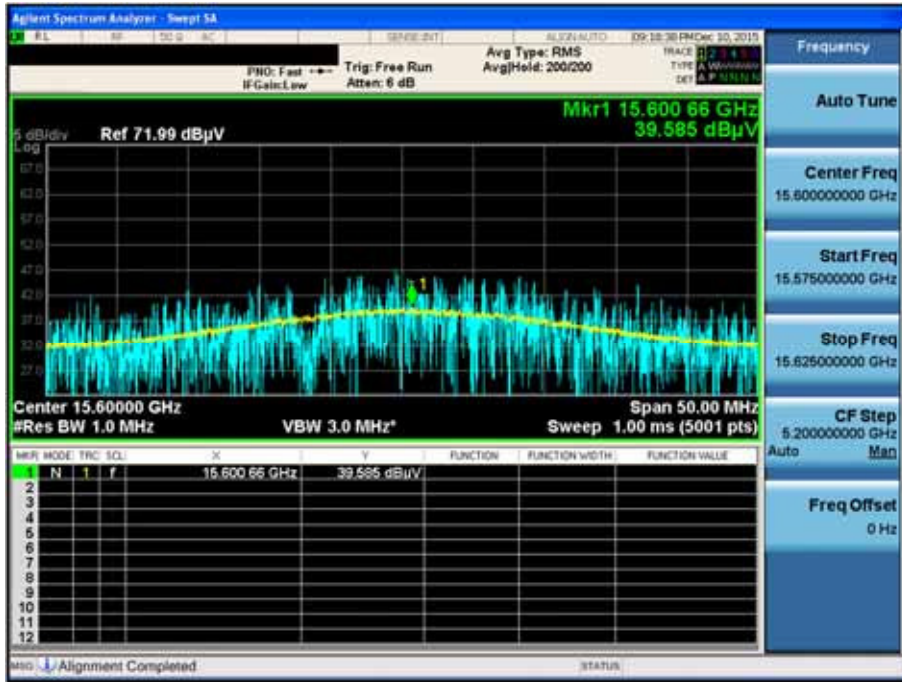 Agilent Spectrum Analyzer - Swept SA
RL RF 50 Ω AC SENSE:INT ALIGN AUTO 09:18:38 PM Dec 10, 2015
Frequency
Avg Type: RMS
TRACE 1 2 3 4 5 6
PNO: Fast Trig: Free Run Avg|Hold: 200/200
TYPE
IFGain:Low Atten: 6 dB
DET A P N N N N
Auto Tune
Mkr1 15.600 66 GHz
39.585 dBµV
5 dB/div Ref 71.99 dBµV
Log
67.0
62.0
57.0
52.0
47.0
42.0
37.0
32.0
27.0
1
Center Freq
15.600000000 GHz
Start Freq
15.575000000 GHz
Stop Freq
15.625000000 GHz
Center 15.60000 GHz Span 50.00 MHz
#Res BW 1.0 MHz VBW 3.0 MHz* Sweep 1.00 ms (5001 pts)
CF Step
5.200000000 GHz
Auto Man
MKR MODE TRC SCL X Y FUNCTION FUNCTION WIDTH FUNCTION VALUE
1 N 1 f 15.600 66 GHz 39.585 dBµV
2
3
4
5
6
7
8
9
10
11
12
Freq Offset
0 Hz
MSG Alignment Completed STATUS